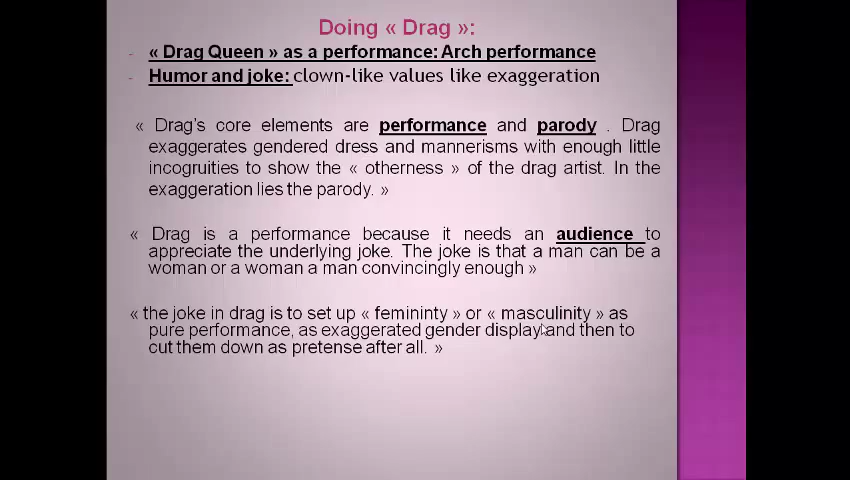 Doing « Drag »:
- « Drag Queen » as a performance: Arch performance
- Humor and joke: clown-like values like exaggeration
« Drag's core elements are performance and parody . Drag
exaggerates gendered dress and mannerisms with enough little
incogruities to show the « otherness » of the drag artist. In the
exaggeration lies the parody. »
« Drag is a performance because it needs an audience to
appreciate the underlying joke. The joke is that a man can be a
woman or a woman a man convincingly enough »
« the joke in drag is to set up « femininty » or « masculinity » as
pure performance, as exaggerated gender display and then to
cut them down as pretense after all. »